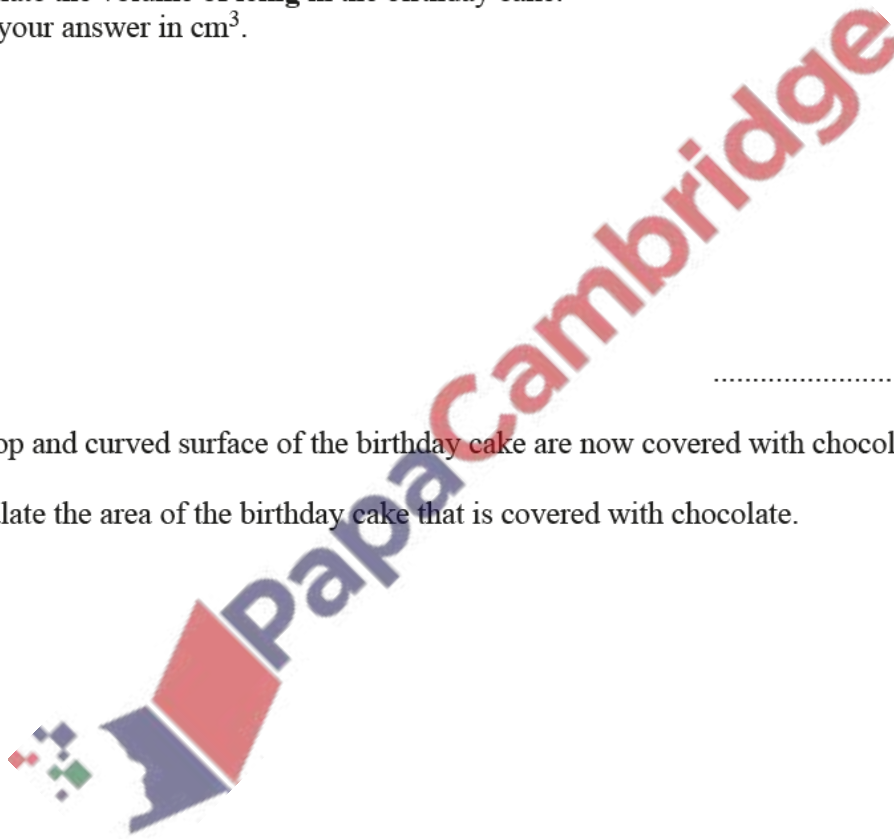 your answer in cm³.
op and curved surface of the birthday cake are now covered with chocol
late the area of the birthday cake that is covered with chocolate.
PapaCambridge